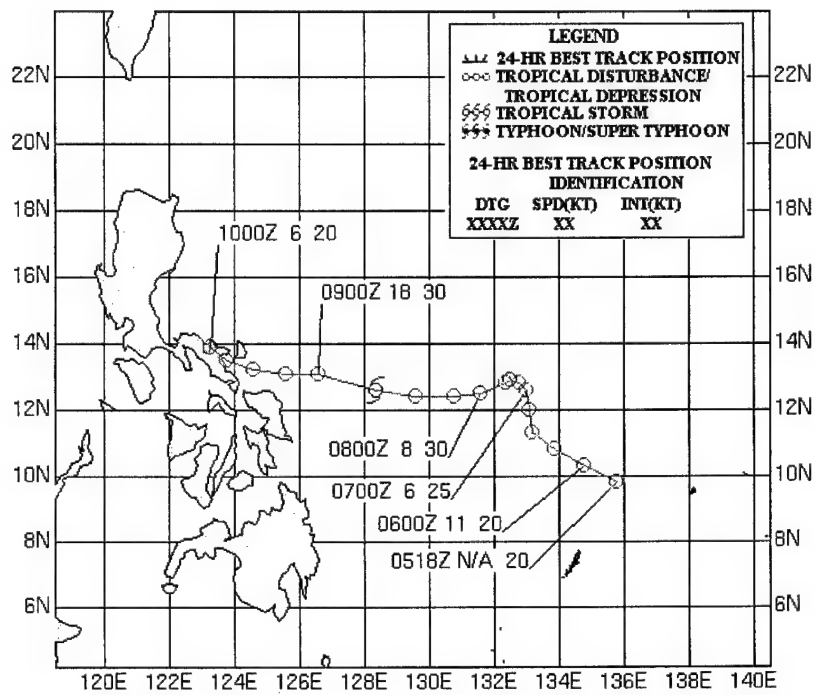 LEGEND
24-HR BEST TRACK POSITION
TROPICAL DISTURBANCE/
TROPICAL DEPRESSION
TROPICAL STORM
TYPHOON/SUPER TYPHOON
24-HR BEST TRACK POSITION
IDENTIFICATION
DTG SPD(KT) INT(KT)
XXXXZ XX XX
22N 22N
20N 20N
18N 18N
1000Z 6 20
16N 16N
0900Z 18 30
14N 14N
12N 12N
0800Z 8 30
10N 10N
0700Z 6 25
0600Z 11 20
8N 8N
0518Z N/A 20
6N 6N
120E 122E 124E 126E 128E 130E 132E 134E 136E 138E 140E